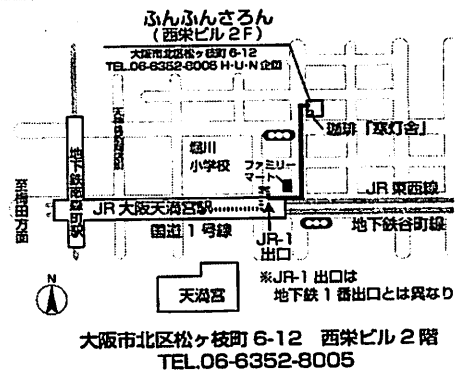 ふんふんさろん
(西栄ビル2F)
大阪市北区松ヶ枝町6-12
TEL.06-6352-8005 H・U・N企画
珈琲「駅灯舎」
堀川
小学校
ファミリー
マート
JR東西線
地下鉄南森町駅
至梅田方面
JR大阪天満宮駅
国道1号線
JR-1
出口
地下鉄谷町線
N
天満宮
※JR-1出口は
地下鉄1番出口とは異なり
大阪市北区松ヶ枝町6-12 西栄ビル2階
TEL.06-6352-8005